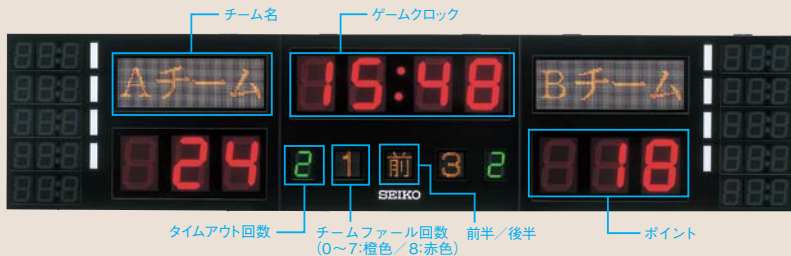 チーム名
ゲームクロック
Aチーム
15:48
Bチーム
24
2
1
前
3
2
18
SEIKO
タイムアウト回数
チームファール回数
(0〜7:橙色/8:赤色)
前半/後半
ポイント